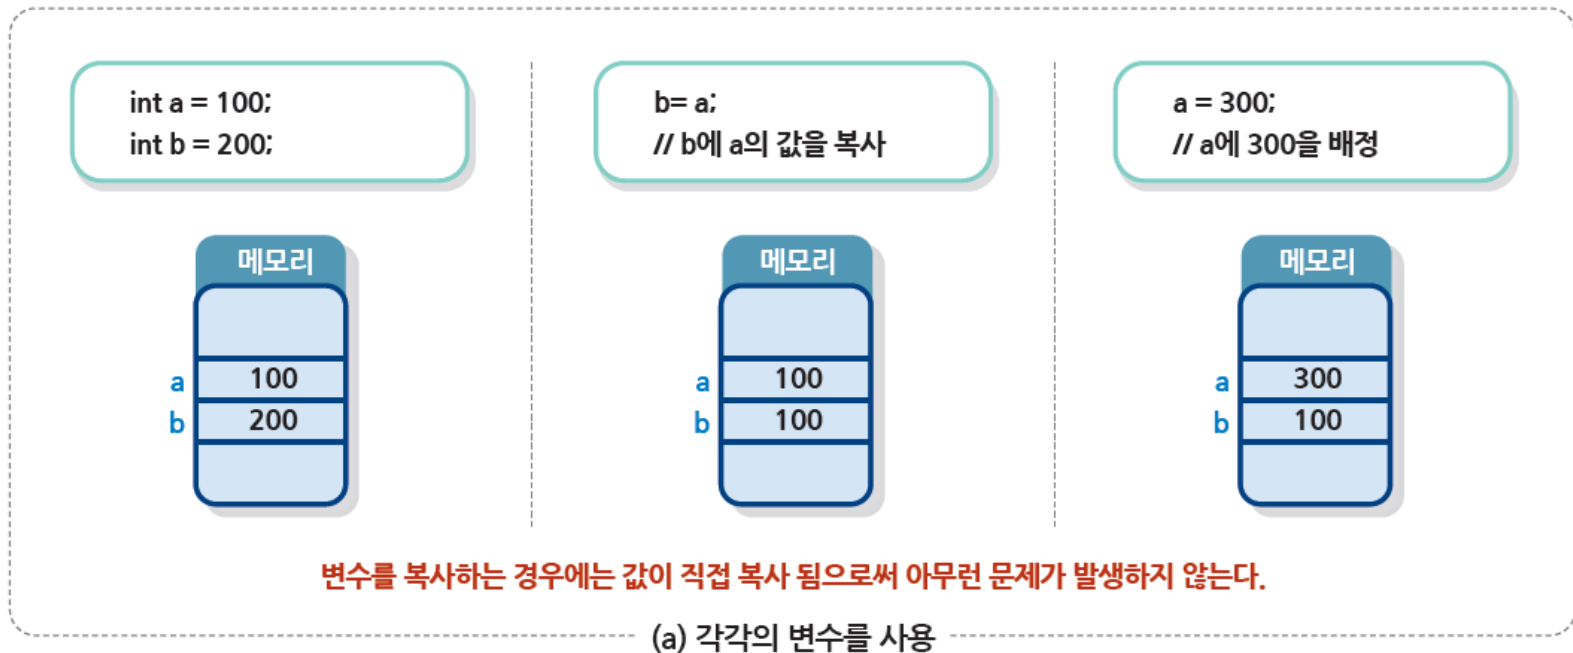 int a = 100;
int b = 200;
b= a;
// b에 a의 값을 복사
a = 300;
// a에 300을 배정
메모리
a 100
b 200
메모리
a 100
b 100
메모리
a 300
b 100
변수를 복사하는 경우에는 값이 직접 복사 됨으로써 아무런 문제가 발생하지 않는다.
(a) 각각의 변수를 사용